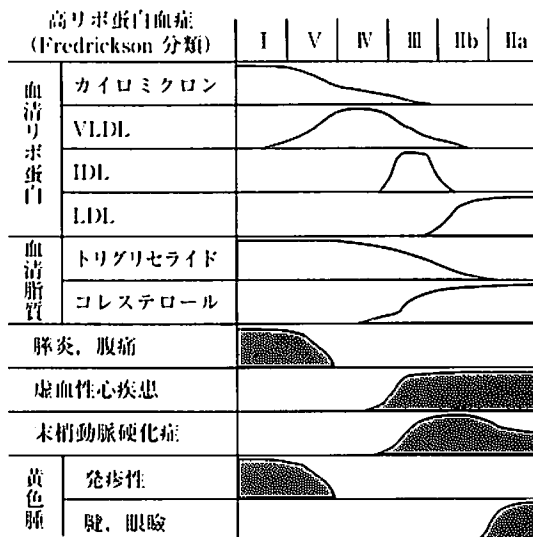 高リポ蛋白血症
(Fredrickson 分類)
I V IV III IIb IIa
血清リポ蛋白
カイロミクロン
VLDL
IDL
LDL
血清脂質
トリグリセライド
コレステロール
膵炎，腹痛
虚血性心疾患
末梢動脈硬化症
黄色腫
発疹性
腱，眼瞼